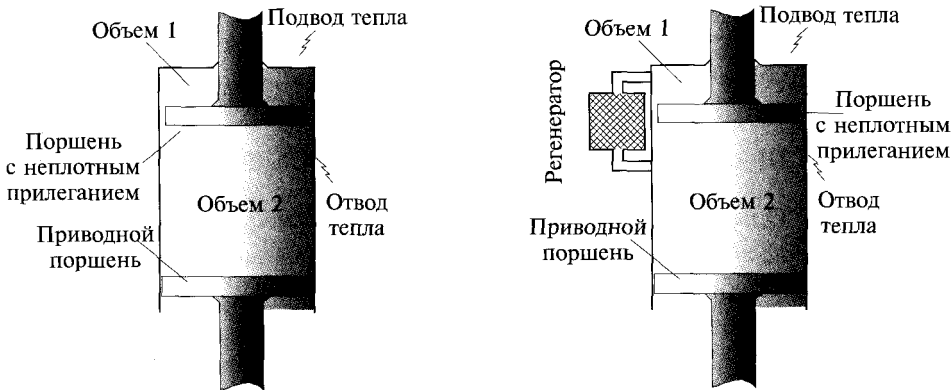 Объем 1
Подвод тепла
Поршень
с неплотным
прилеганием
Объем 2
Отвод
тепла
Приводной
поршень
Регенератор
Объем 1
Подвод тепла
Поршень
с неплотным
прилеганием
Объем 2
Отвод
тепла
Приводной
поршень